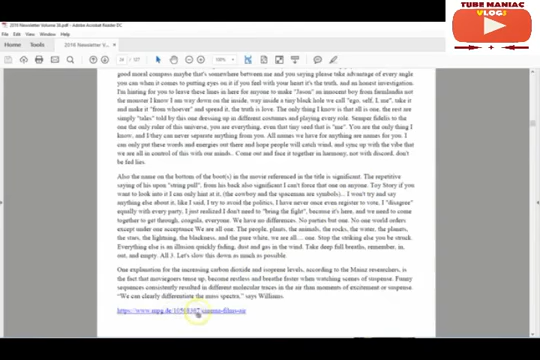 TUBE MANIAC
VLOGS
2019 Newsletter Volume 20.pdf - Adobe Acrobat Reader DC
File Edit View Window Help
Home Tools 2019 Newsletter V...
good moral compass maybe that's somewhere between me and you saying please take advantage of every angle
you can when it comes to putting eyes on it if you feel with your heart it's the truth, and an honest investigation.
I'm hinting for you to leave these lines in here for anyone to make "Jason" an innocent boy from fairmeldo not
the monster I know I am way down on the inside, way inside a tiny blank hole we call "ego, self, I, me", take it
and make it "from whoever" and spread it, the truth is love. The only thing I know is that all is one, the rest are
simply "tales" told by this one dressing up in different costumes and playing every role. Semper fidelis to the
one the only ruler of this universe, you are everything, even that tiny seed that is "me". You are the only thing I
know, and they can never separate anything from you. All names we have for anything are names for you. I
can only put these words and energies out there and hope people will catch wind, and sync up with the vibe that
we are all in control of this with our minds. Come out and face it together in harmony, not with discord, don't
be fed lies.
Also the name on the bottom of the boot(s) in the movie referenced in the title is significant. The repetitive
saying of his upon "string pull", from his back also significant I can't force that one on anyone. Toy Story if you
want to look into it I can only hint at it, (the cowboy and the spaceman are symbols)... I won't try and say
anything else about it, like I said, I try to avoid the politics, I have never once even register to vote. I "disagree"
equally with every party. I just realized I don't need to "bring the fight", because it's here, and we need to come
together to get through, congols, everyone. We have no differences. No parties but one. No one world orders
except under one acceptance We are all one. The people, plants, the animals, the rocks, the water, the planets,
the stars, the lightning, the blackness, and the pure white, we are all.... one. Stop the striking else you be struck.
Everything else is an illusion quickly fading, dust and gas in the wind. Take deep full breaths, remember, in,
out, and empty. All 3. Let's slow this down as much as possible.
One explanation for the increasing carbon dioxide and isoprene levels, according to the Mainz researchers, is
the fact that moviegoers tense up, become restless and breathe faster when watching scenes of suspense. Funny
sequences consistently resulted in different molecular traces in the air than moments of excitement or suspense.
"We can clearly differentiate the mass spectra," says Williams.